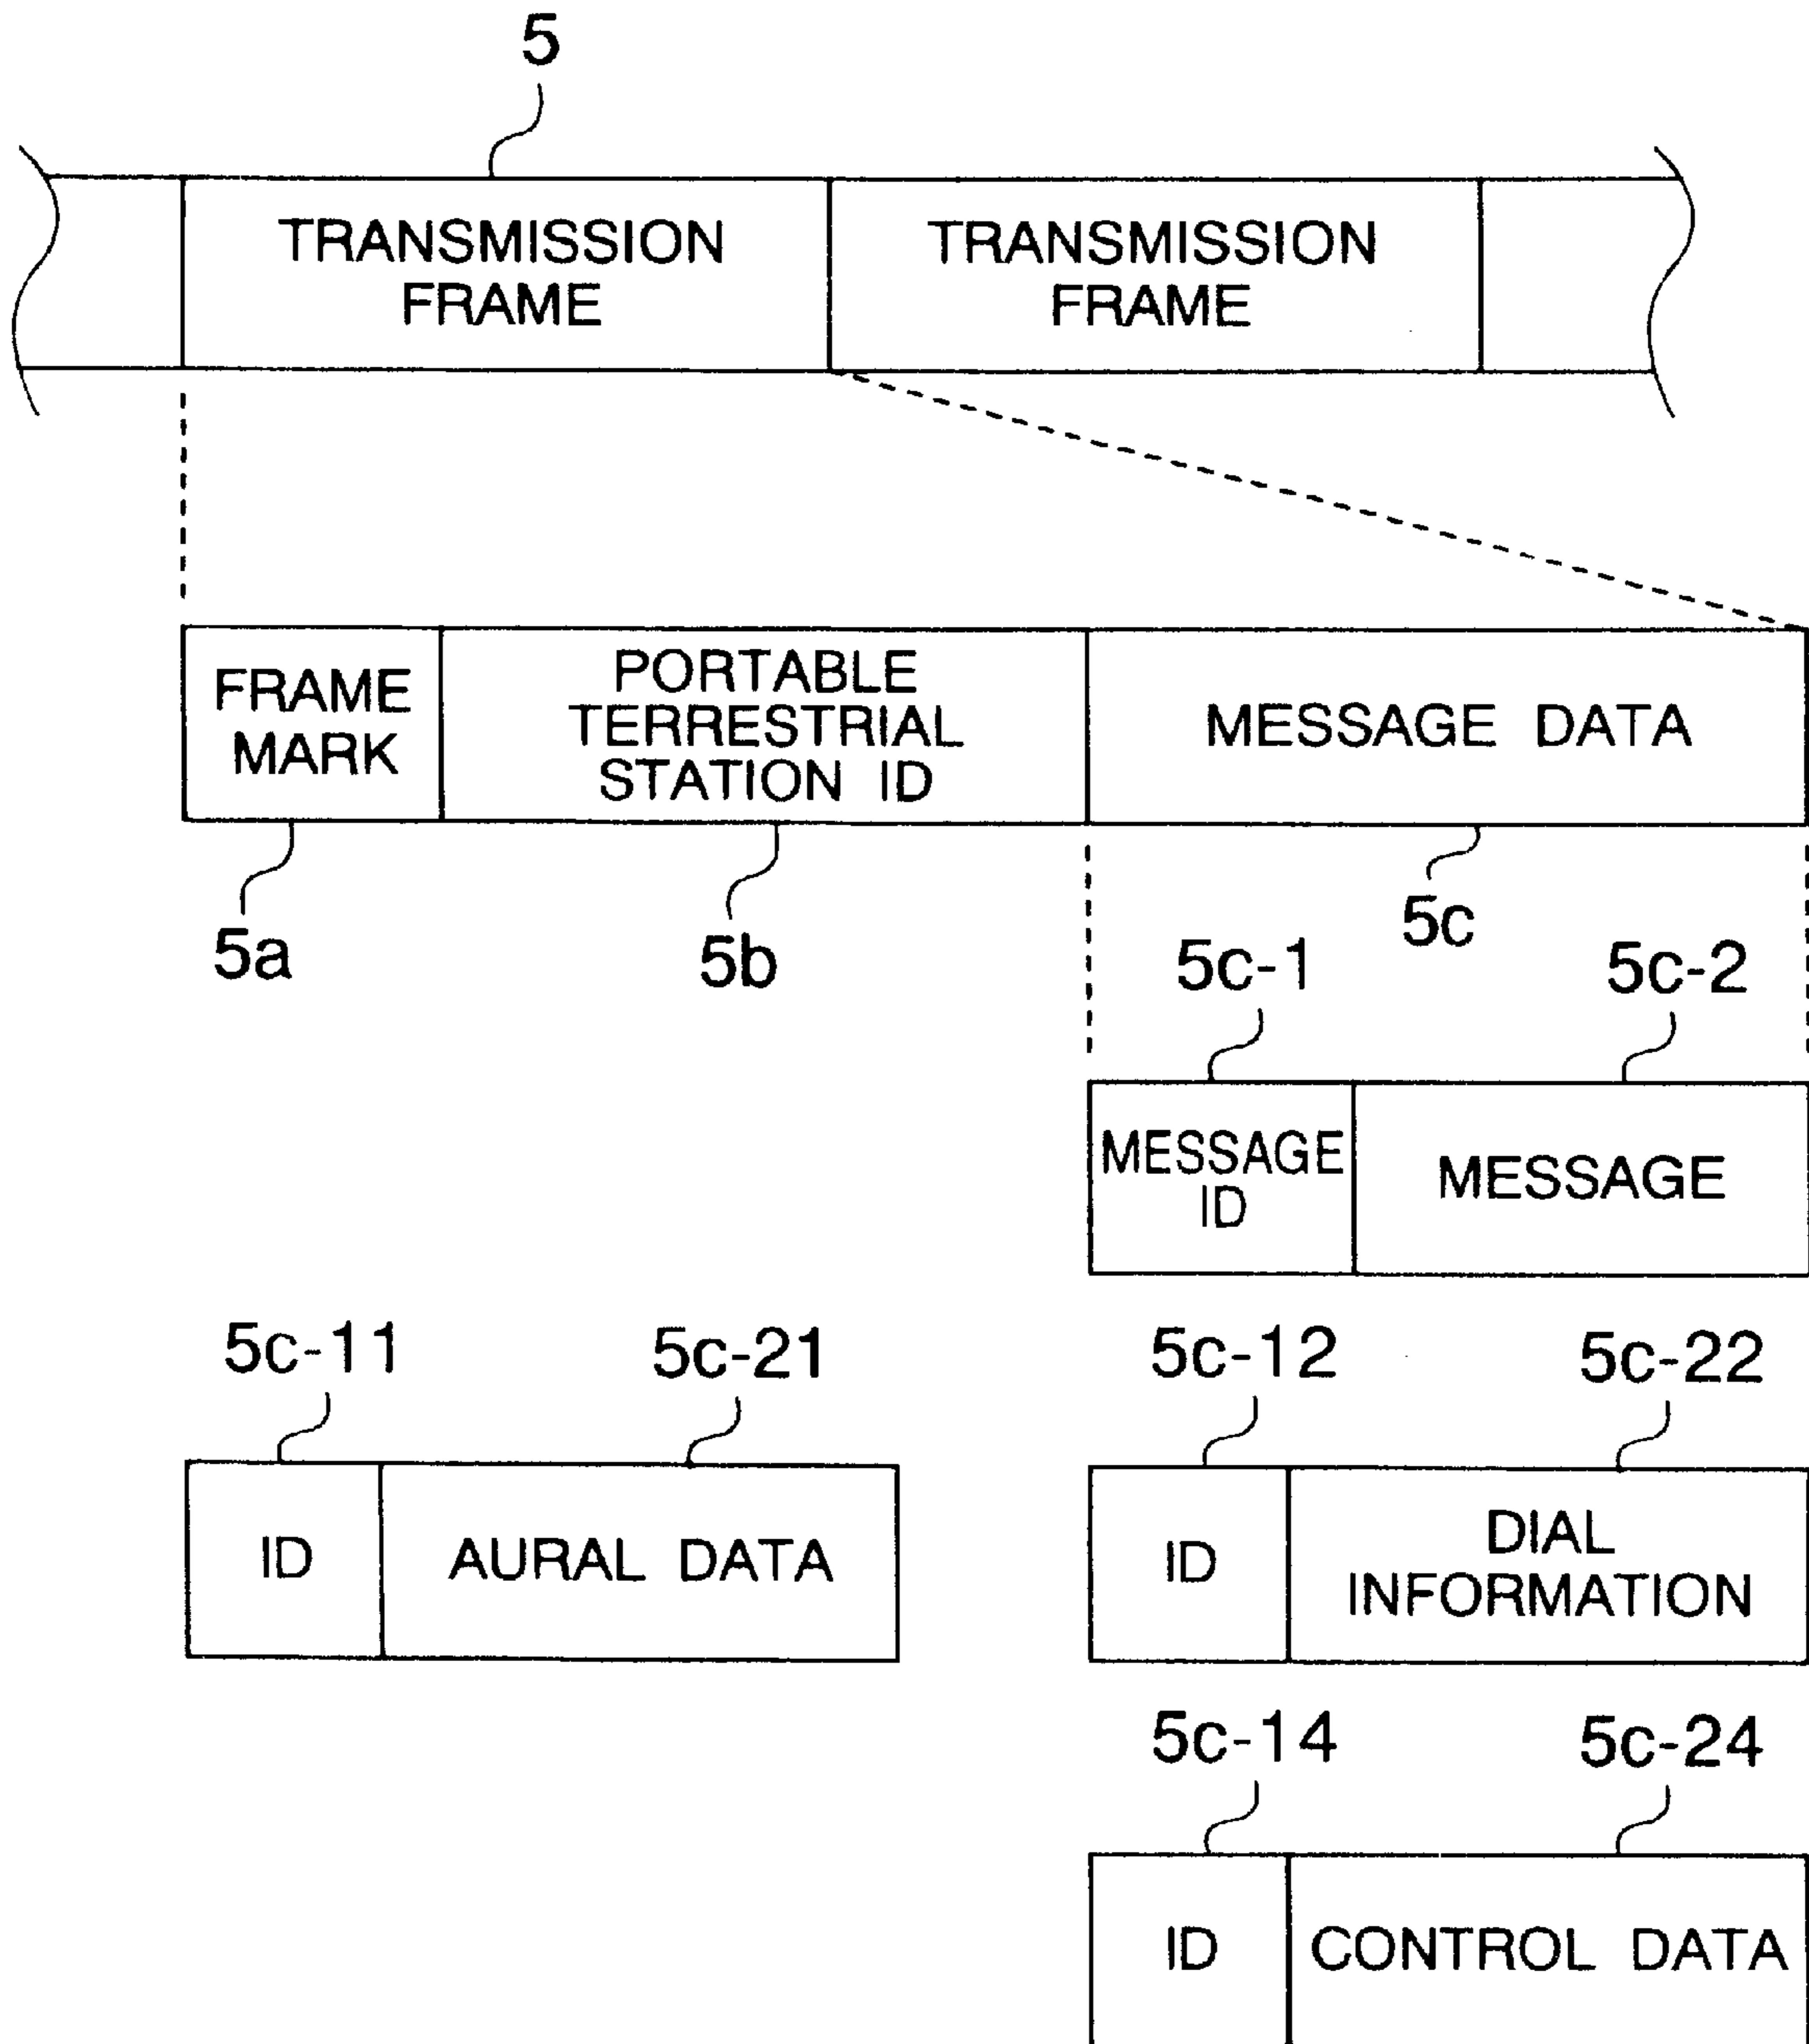 5
TRANSMISSION
FRAME
TRANSMISSION
FRAME
FRAME
MARK
PORTABLE
TERRESTRIAL
STATION ID
MESSAGE DATA
5a
5b
5c
5c-1
5c-2
MESSAGE
ID
MESSAGE
5c-11
5c-21
5c-12
5c-22
ID
AURAL DATA
ID
DIAL
INFORMATION
5c-14
5c-24
ID
CONTROL DATA